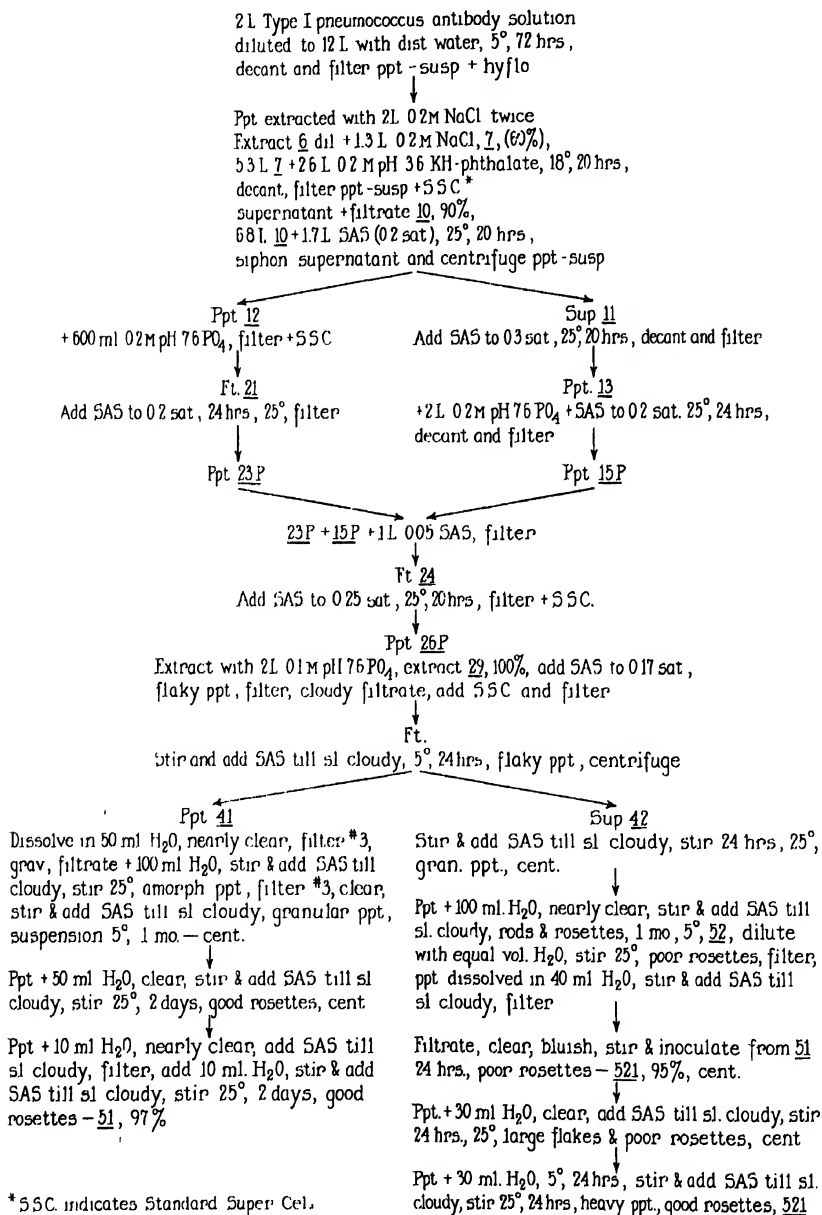 2 L Type I pneumococcus antibody solution
diluted to 12 L with dist water, 5°, 72 hrs,
decant and filter ppt-susp + hyflo
Ppt extracted with 2L 0 2M NaCl twice
Extract 6 dil +1.3 L 0 2M NaCl, 7, (60%),
53 L 7 +26 L 0 2 M pH 36 KH-phthalate, 18°, 20 hrs,
decant, filter ppt-susp +SSC*
supernatant +filtrate 10, 90%,
68 L 10 +1.7 L SAS (0 2 sat), 25°, 20 hrs,
siphon supernatant and centrifuge ppt-susp
Ppt 12
+600 ml 0 2M pH 76 PO₄, filter +SSC
Ft. 21
Add SAS to 0 2 sat, 24 hrs, 25°, filter
Ppt 23P
Sup 11
Add SAS to 0 3 sat, 25°, 20 hrs, decant and filter
Ppt. 13
+2 L 0 2M pH 76 PO₄ +SAS to 0 2 sat. 25°, 24 hrs,
decant and filter
Ppt 15P
23P +15P +1 L 005 SAS, filter
Ft 24
Add SAS to 0 25 sat, 25°, 20 hrs, filter +SSC.
Ppt 26P
Extract with 2L 0 1M pH 76 PO₄, extract 29, 100%, add SAS to 0 17 sat,
flaky ppt, filter, cloudy filtrate, add SSC and filter
Ft.
Stir and add SAS till sl cloudy, 5°, 24 hrs, flaky ppt, centrifuge
Ppt 41
Dissolve in 50 ml H₂O, nearly clear, filter #3,
grav, filtrate +100 ml H₂O, stir & add SAS till
cloudy, stir 25°, amorph ppt, filter #3, clear,
stir & add SAS till sl cloudy, granular ppt,
suspension 5°, 1 mo. — cent.
Ppt +50 ml H₂O, clear, stir & add SAS till sl
cloudy, stir 25°, 2 days, good rosettes, cent
Ppt +10 ml H₂O, nearly clear, add SAS till
sl cloudy, filter, add 10 ml. H₂O, stir & add
SAS till sl cloudy, stir 25°, 2 days, good
rosettes – 51, 97%
Sup 42
Stir & add SAS till sl cloudy, stir 24 hrs, 25°,
gran. ppt., cent.
Ppt +100 ml. H₂O, nearly clear, stir & add SAS till
sl. cloudy, rods & rosettes, 1 mo, 5°, 52, dilute
with equal vol. H₂O, stir 25°, poor rosettes, filter,
ppt dissolved in 40 ml H₂O, stir & add SAS till
sl cloudy, filter
Filtrate, clear, bluish, stir & inoculate from 51
24 hrs., poor rosettes – 521, 95%, cent.
Ppt. +30 ml H₂O, clear, add SAS till sl. cloudy, stir
24 hrs., 25°, large flakes & poor rosettes, cent
Ppt +30 ml. H₂O, 5°, 24 hrs, stir & add SAS till sl.
cloudy, stir 25°, 24 hrs, heavy ppt., good rosettes, 521
*SSC. indicates Standard Super Cel.